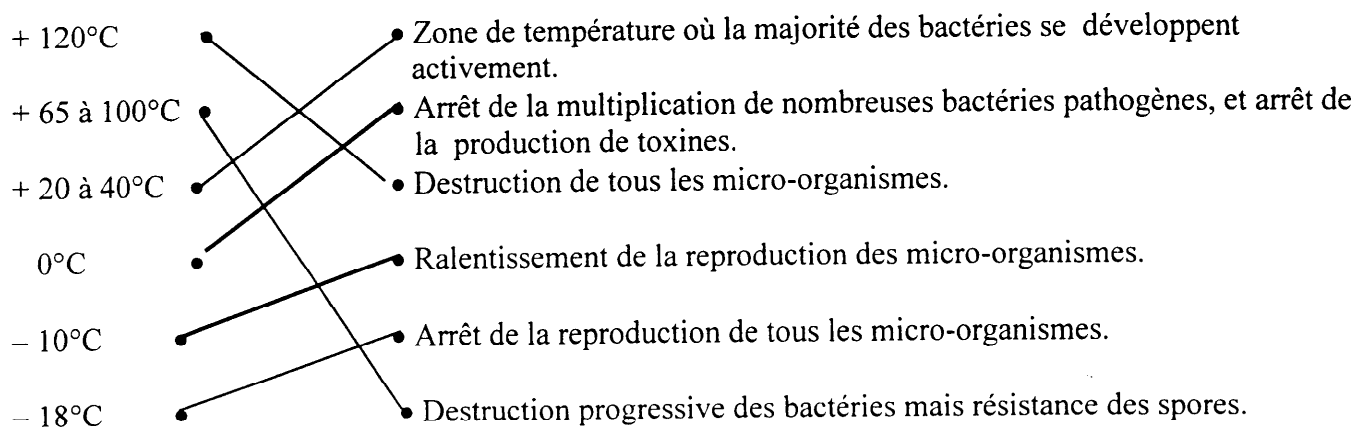 + 120°C
Zone de température où la majorité des bactéries se développent
activement.
+ 65 à 100°C
Arrêt de la multiplication de nombreuses bactéries pathogènes, et arrêt de
la production de toxines.
+ 20 à 40°C
Destruction de tous les micro-organismes.
0°C
Ralentissement de la reproduction des micro-organismes.
– 10°C
Arrêt de la reproduction de tous les micro-organismes.
– 18°C
Destruction progressive des bactéries mais résistance des spores.